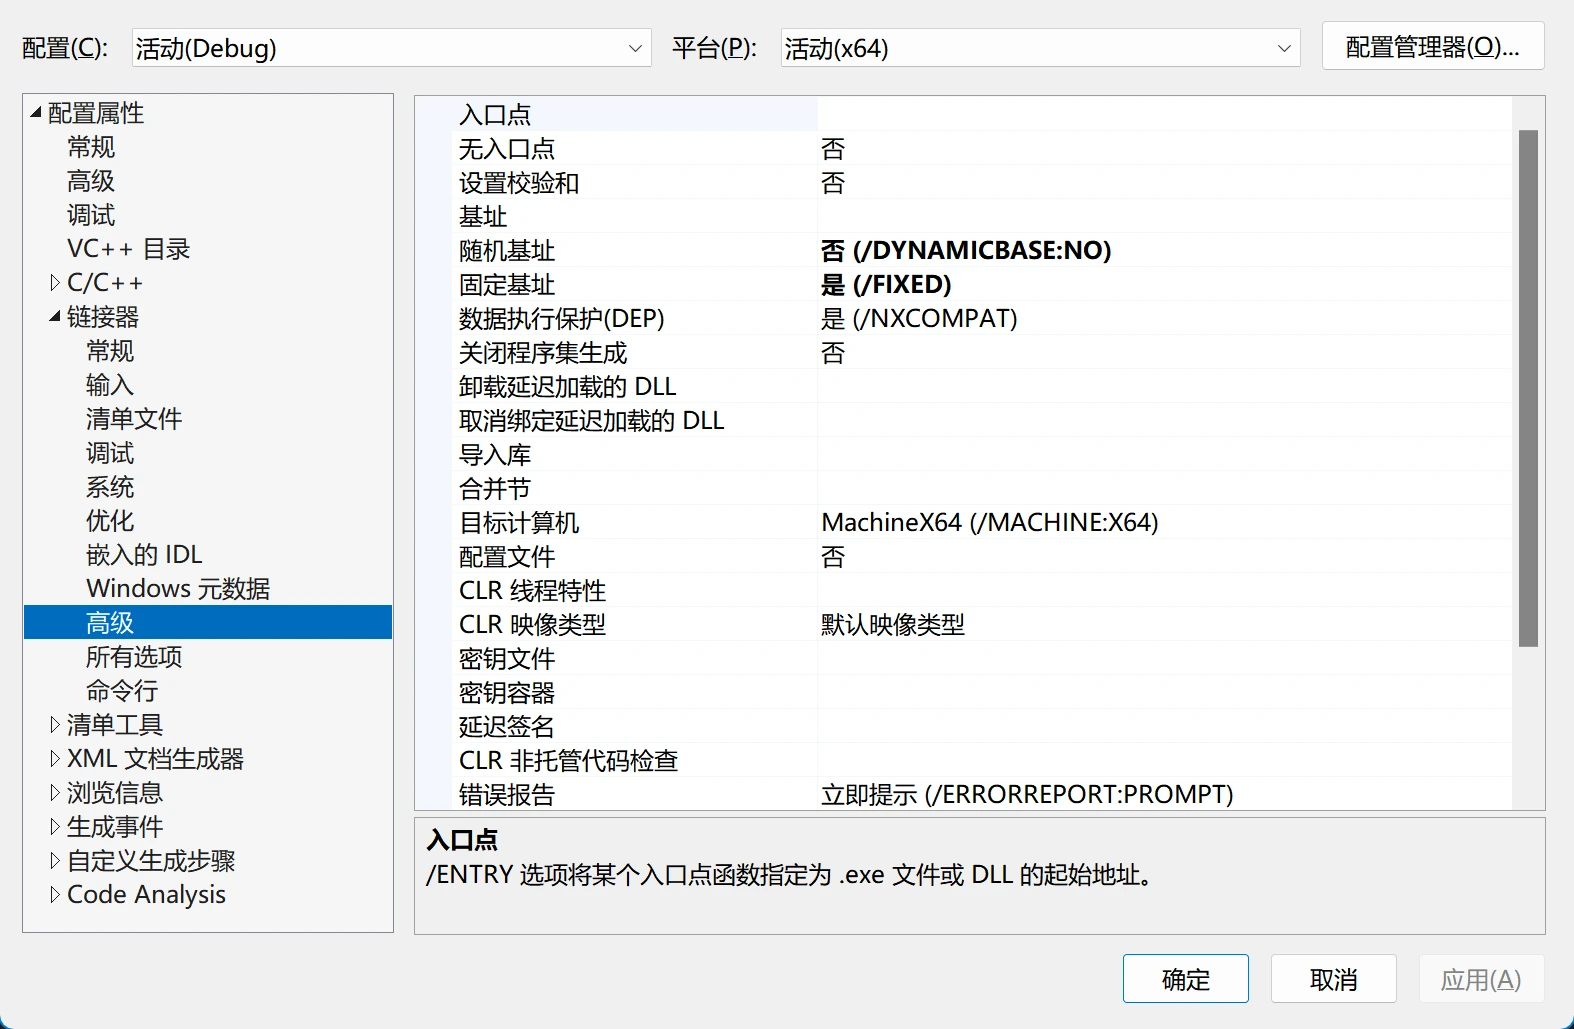 配置(C): 活动(Debug) 平台(P): 活动(x64) 配置管理器(O)...
配置属性
常规
高级
调试
VC++ 目录
C/C++
链接器
常规
输入
清单文件
调试
系统
优化
嵌入的 IDL
Windows 元数据
高级
所有选项
命令行
清单工具
XML 文档生成器
浏览信息
生成事件
自定义生成步骤
Code Analysis
入口点
无入口点 否
设置校验和 否
基址
随机基址 否 (/DYNAMICBASE:NO)
固定基址 是 (/FIXED)
数据执行保护(DEP) 是 (/NXCOMPAT)
关闭程序集生成 否
卸载延迟加载的 DLL
取消绑定延迟加载的 DLL
导入库
合并节
目标计算机 MachineX64 (/MACHINE:X64)
配置文件 否
CLR 线程特性
CLR 映像类型 默认映像类型
密钥文件
密钥容器
延迟签名
CLR 非托管代码检查
错误报告 立即提示 (/ERRORREPORT:PROMPT)
入口点
/ENTRY 选项将某个入口点函数指定为 .exe 文件或 DLL 的起始地址。
确定 取消 应用(A)